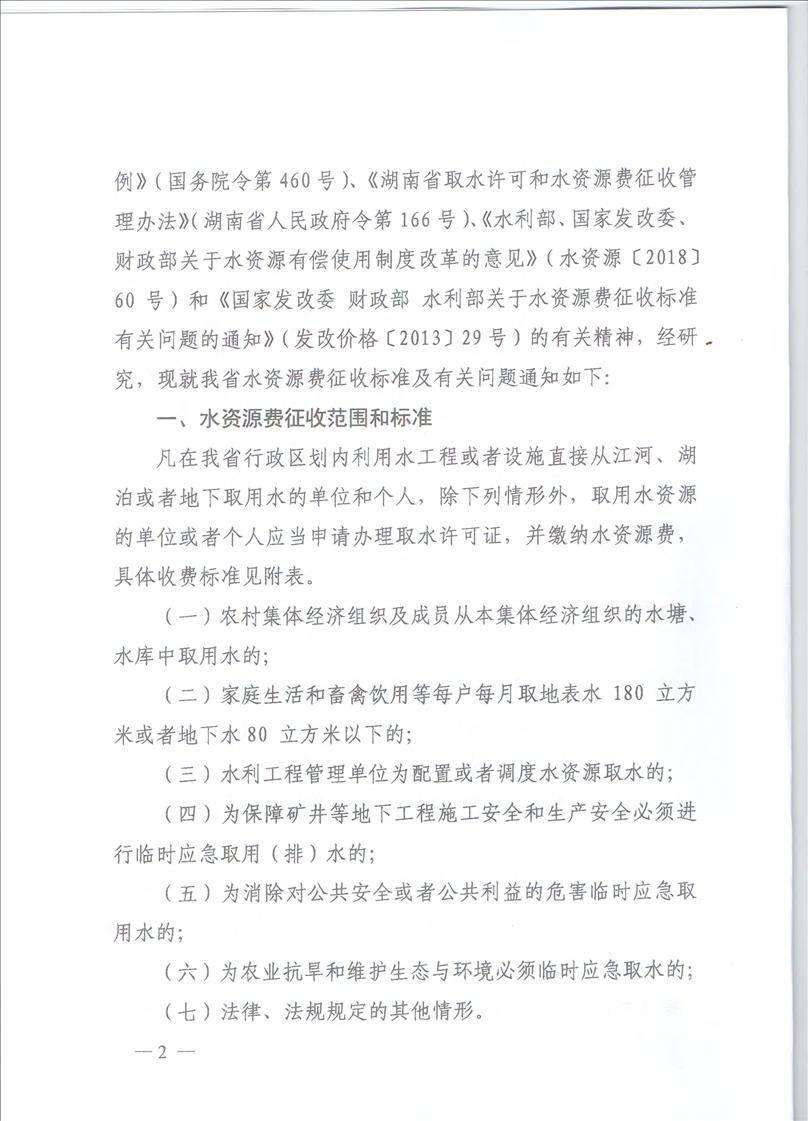 例》（国务院令第 460 号）、《湖南省取水许可和水资源费征收管
理办法》（湖南省人民政府令第 166 号）、《水利部、国家发改委、
财政部关于水资源有偿使用制度改革的意见》（水资源〔2018〕
60 号）和《国家发改委 财政部 水利部关于水资源费征收标准
有关问题的通知》（发改价格〔2013〕29 号）的有关精神，经研
究，现就我省水资源费征收标准及有关问题通知如下：
一、水资源费征收范围和标准
凡在我省行政区划内利用水工程或者设施直接从江河、湖
泊或者地下取用水的单位和个人，除下列情形外，取用水资源
的单位或者个人应当申请办理取水许可证，并缴纳水资源费，
具体收费标准见附表。
（一）农村集体经济组织及成员从本集体经济组织的水塘、
水库中取用水的；
（二）家庭生活和畜禽饮用等每户每月取地表水 180 立方
米或者地下水 80 立方米以下的；
（三）水利工程管理单位为配置或者调度水资源取水的；
（四）为保障矿井等地下工程施工安全和生产安全必须进
行临时应急取用（排）水的；
（五）为消除对公共安全或者公共利益的危害临时应急取
用水的；
（六）为农业抗旱和维护生态与环境必须临时应急取水的；
（七）法律、法规规定的其他情形。
— 2 —